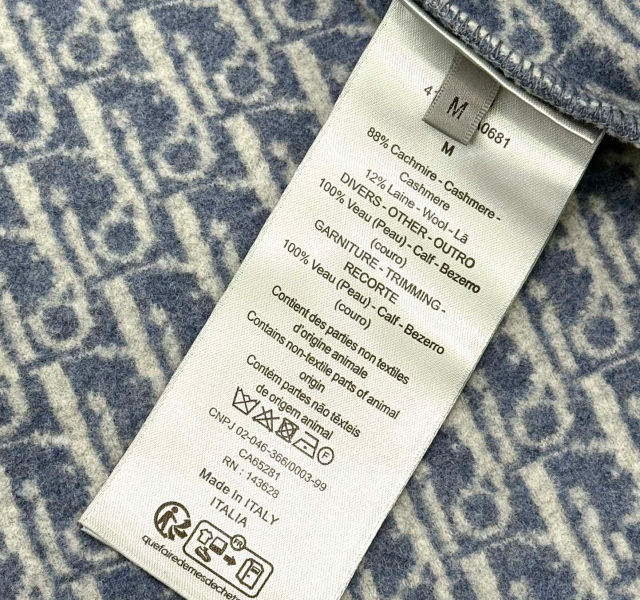 M
0681
M
88% Cachmire - Cashmere -
Cashmere
12% Laine - Wool - Lã
DIVERS - OTHER - OUTRO
100% Veau (Peau) - Calf - Bezerro
(couro)
GARNITURE - TRIMMING -
RECORTE
100% Veau (Peau) - Calf - Bezerro
(couro)
Contient des parties non textiles
d'origine animale
Contains non-textile parts of animal
origin
Contém partes não têxteis
de origem animal
F
CNPJ 02-046-366/0003-99
CA65281
RN : 143628
Made In ITALY
ITALIA
FR
quefairedemesdechet